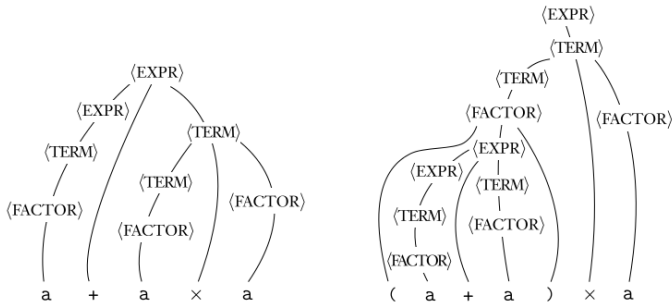 ⟨EXPR⟩
⟨EXPR⟩
⟨TERM⟩
⟨TERM⟩
⟨TERM⟩
⟨FACTOR⟩
⟨FACTOR⟩
⟨FACTOR⟩
a + a × a
⟨EXPR⟩
⟨TERM⟩
⟨TERM⟩
⟨FACTOR⟩
⟨FACTOR⟩
⟨EXPR⟩
⟨EXPR⟩
⟨TERM⟩
⟨TERM⟩
⟨FACTOR⟩
⟨FACTOR⟩
( a + a ) × a